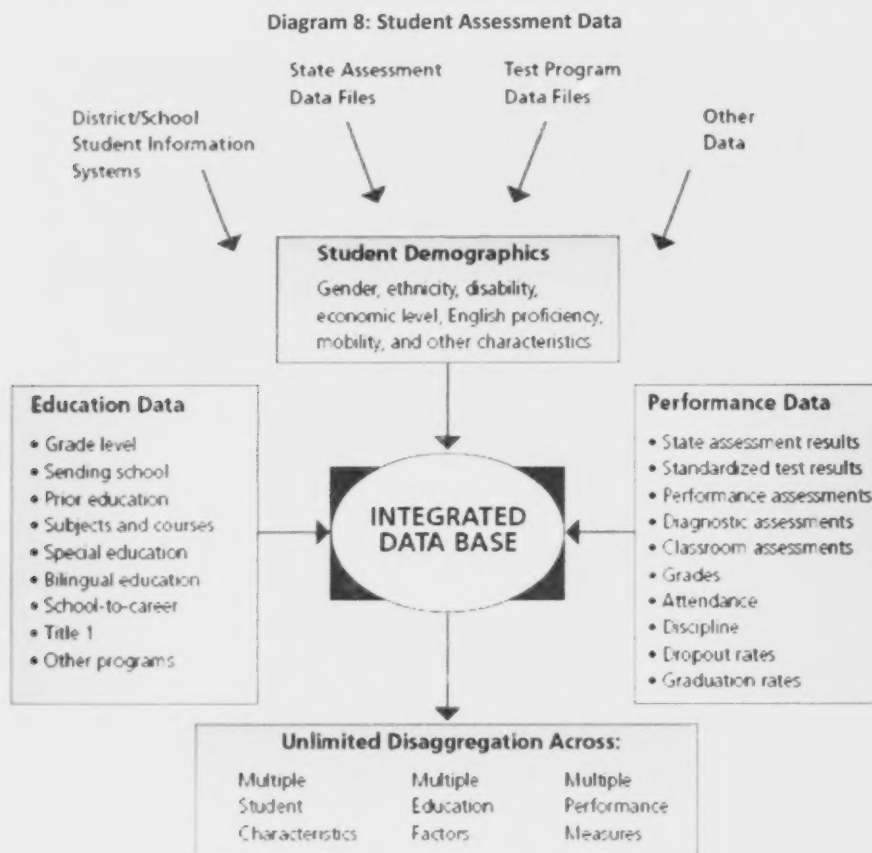 Diagram 8: Student Assessment Data
State Assessment
Data Files
Test Program
Data Files
District/School
Student Information
Systems
Other
Data
Student Demographics
Gender, ethnicity, disability,
economic level, English proficiency,
mobility, and other characteristics
Education Data
• Grade level
• Sending school
• Prior education
• Subjects and courses
• Special education
• Bilingual education
• School-to-career
• Title 1
• Other programs
INTEGRATED
DATA BASE
Performance Data
• State assessment results
• Standardized test results
• Performance assessments
• Diagnostic assessments
• Classroom assessments
• Grades
• Attendance
• Discipline
• Dropout rates
• Graduation rates
Unlimited Disaggregation Across:
Multiple
Student
Characteristics
Multiple
Education
Factors
Multiple
Performance
Measures